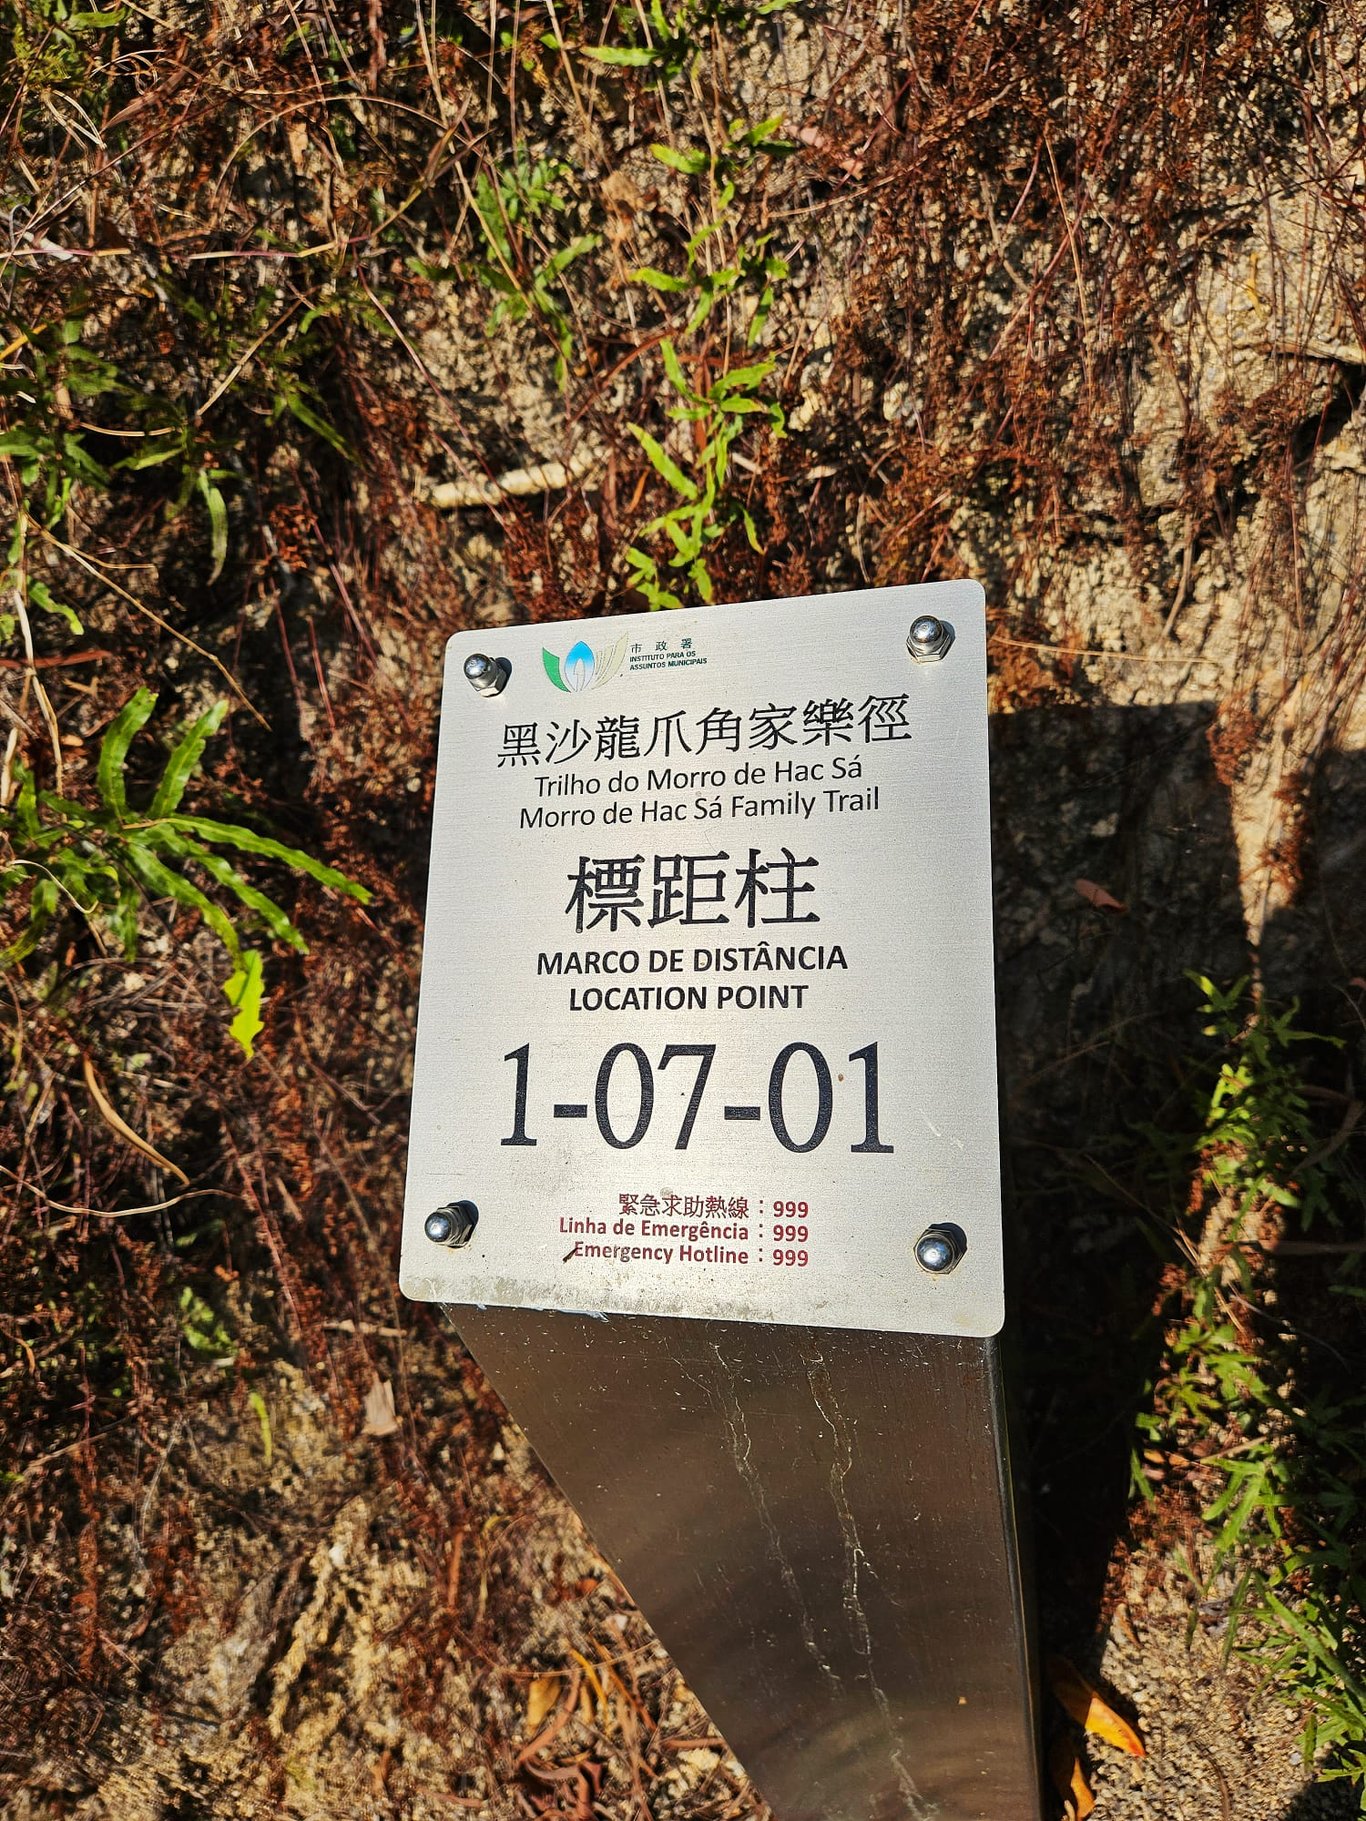 市政署
INSTITUTO PARA OS
ASSUNTOS MUNICIPAIS
黑沙龍爪角家樂徑
Trilho do Morro de Hac Sá
Morro de Hac Sá Family Trail
標距柱
MARCO DE DISTÂNCIA
LOCATION POINT
1-07-01
緊急求助熱線：999
Linha de Emergência：999
Emergency Hotline：999